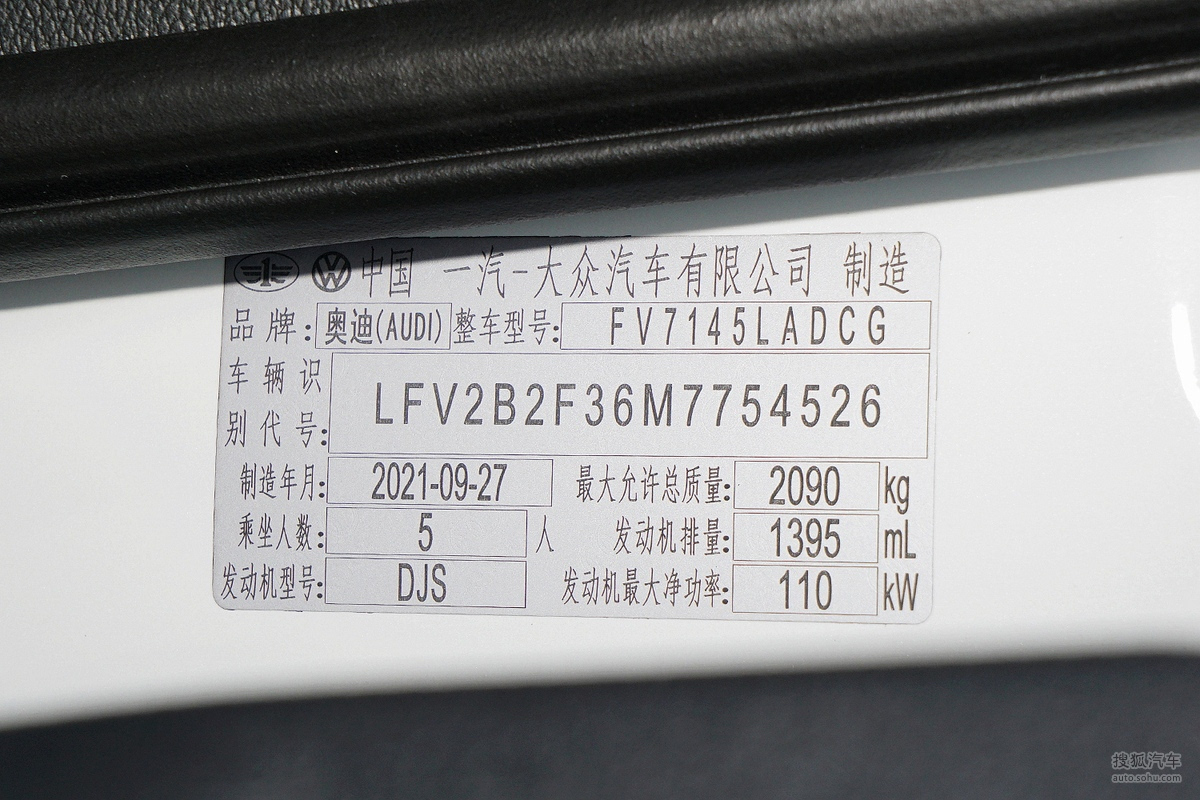 中国 一汽-大众汽车有限公司 制造
品牌: 奥迪(AUDI) 整车型号: FV7145LADCG
车辆识别代号: LFV2B2F36M7754526
制造年月: 2021-09-27 最大允许总质量: 2090 kg
乘坐人数: 5 人 发动机排量: 1395 mL
发动机型号: DJS 发动机最大净功率: 110 kW
搜狐汽车
auto.sohu.com